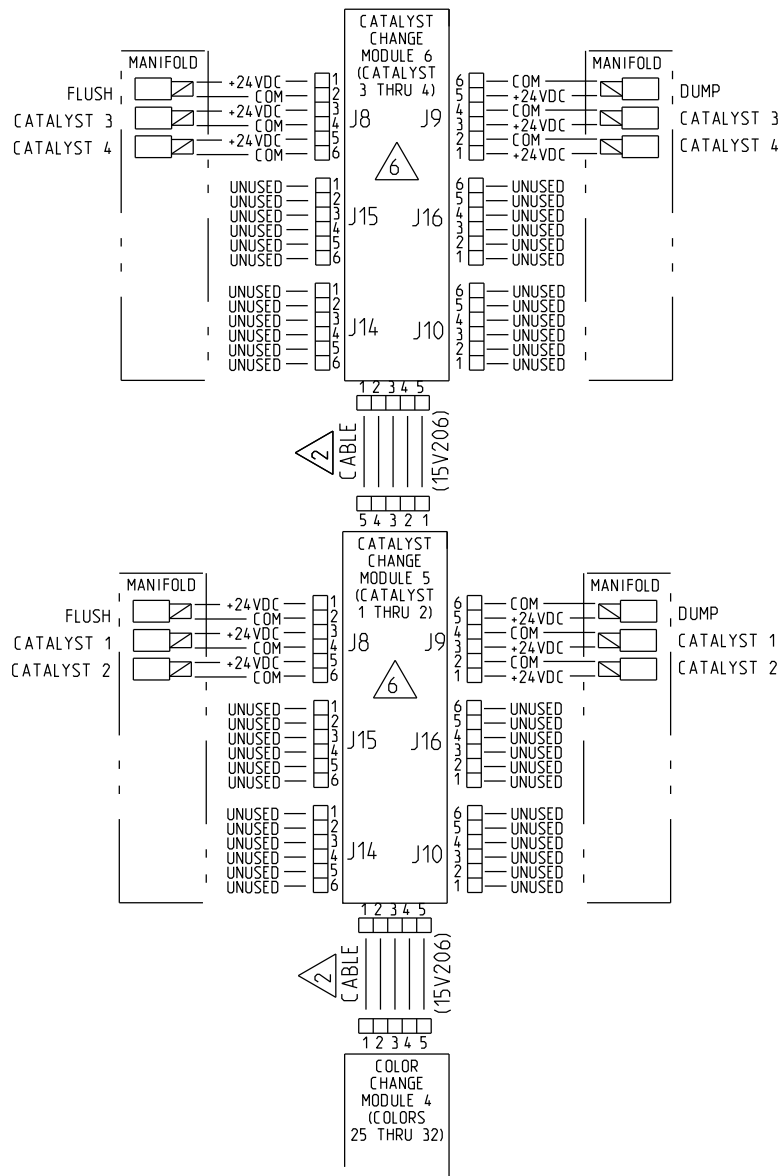 CATALYST
CHANGE
MODULE 6
(CATALYST
3 THRU 4)
MANIFOLD
FLUSH
CATALYST 3
CATALYST 4
+24VDC 1
COM 2
+24VDC 3
COM 4
+24VDC 5
COM 6
J8
J9
6 COM
5 +24VDC
4 COM
3 +24VDC
2 COM
1 +24VDC
MANIFOLD
DUMP
CATALYST 3
CATALYST 4
6
UNUSED 1
UNUSED 2
UNUSED 3
UNUSED 4
UNUSED 5
UNUSED 6
J15
J16
6 UNUSED
5 UNUSED
4 UNUSED
3 UNUSED
2 UNUSED
1 UNUSED
UNUSED 1
UNUSED 2
UNUSED 3
UNUSED 4
UNUSED 5
UNUSED 6
J14
J10
6 UNUSED
5 UNUSED
4 UNUSED
3 UNUSED
2 UNUSED
1 UNUSED
1 2 3 4 5
2
CABLE
(15V206)
5 4 3 2 1
CATALYST
CHANGE
MODULE 5
(CATALYST
1 THRU 2)
MANIFOLD
FLUSH
CATALYST 1
CATALYST 2
+24VDC 1
COM 2
+24VDC 3
COM 4
+24VDC 5
COM 6
J8
J9
6 COM
5 +24VDC
4 COM
3 +24VDC
2 COM
1 +24VDC
MANIFOLD
DUMP
CATALYST 1
CATALYST 2
6
UNUSED 1
UNUSED 2
UNUSED 3
UNUSED 4
UNUSED 5
UNUSED 6
J15
J16
6 UNUSED
5 UNUSED
4 UNUSED
3 UNUSED
2 UNUSED
1 UNUSED
UNUSED 1
UNUSED 2
UNUSED 3
UNUSED 4
UNUSED 5
UNUSED 6
J14
J10
6 UNUSED
5 UNUSED
4 UNUSED
3 UNUSED
2 UNUSED
1 UNUSED
1 2 3 4 5
2
CABLE
(15V206)
1 2 3 4 5
COLOR
CHANGE
MODULE 4
(COLORS
25 THRU 32)